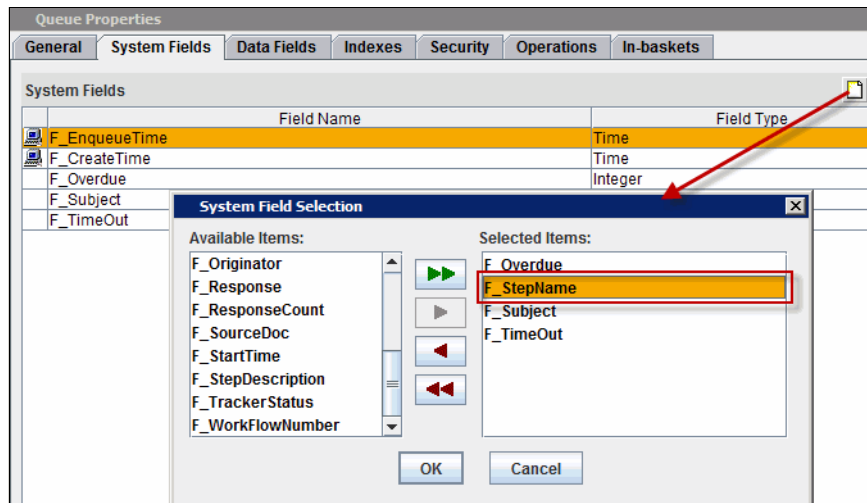 Queue Properties
General System Fields Data Fields Indexes Security Operations In-baskets
System Fields
Field Name Field Type
F_EnqueueTime Time
F_CreateTime Time
F_Overdue Integer
F_Subject
F_TimeOut
System Field Selection
Available Items: Selected Items:
F_Originator F_Overdue
F_Response F_StepName
F_ResponseCount F_Subject
F_SourceDoc F_TimeOut
F_StartTime
F_StepDescription
F_TrackerStatus
F_WorkFlowNumber
OK Cancel